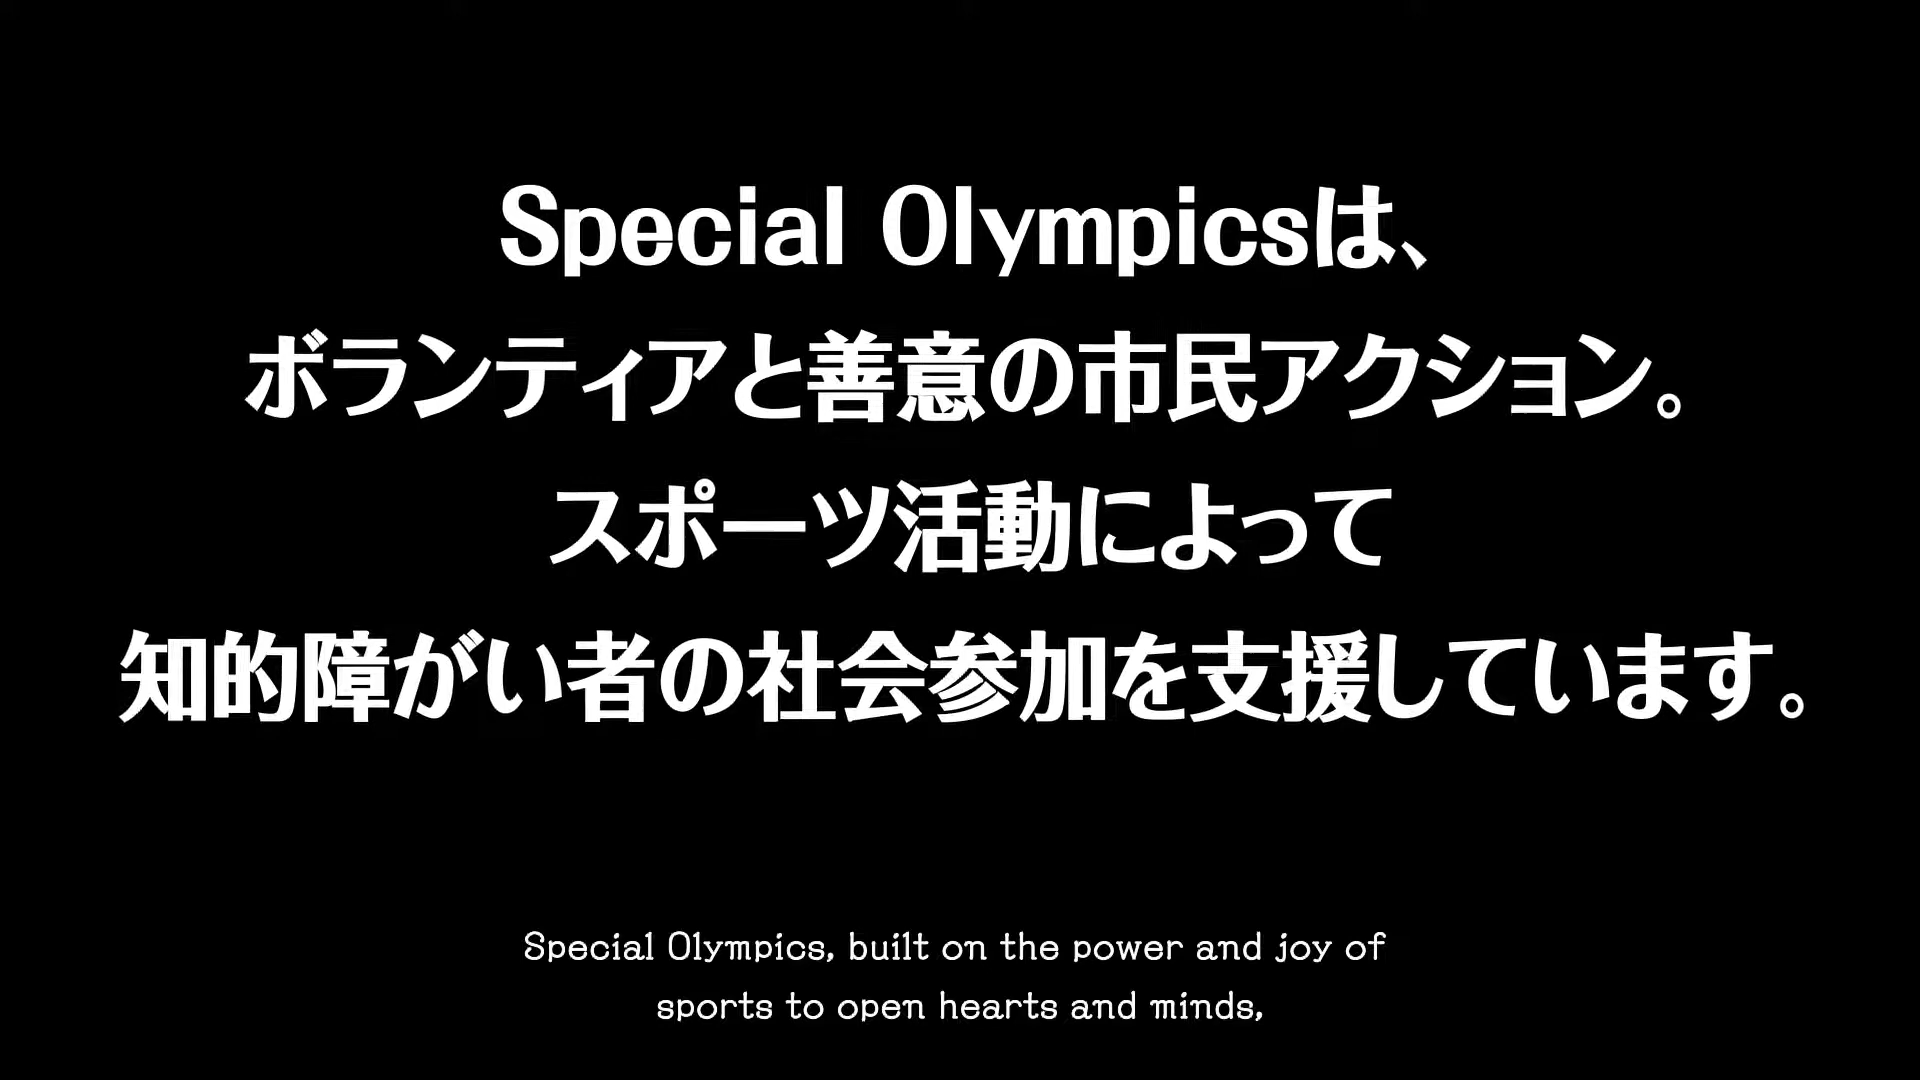 Special Olympicsは、
ボランティアと善意の市民アクション。
スポーツ活動によって
知的障がい者の社会参加を支援しています。
Special Olympics, built on the power and joy of
sports to open hearts and minds,